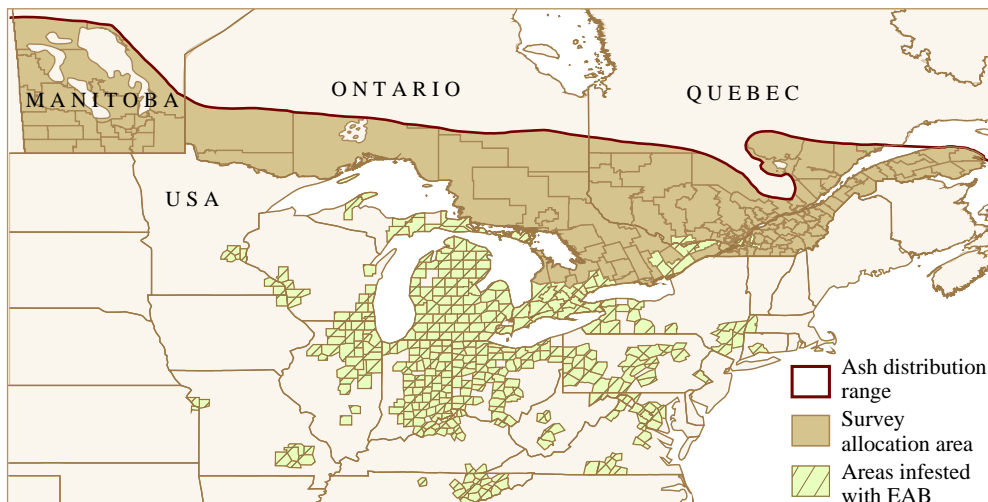 MANITOBA
ONTARIO
QUEBEC
USA
Ash distribution
range
Survey
allocation area
Areas infested
with EAB